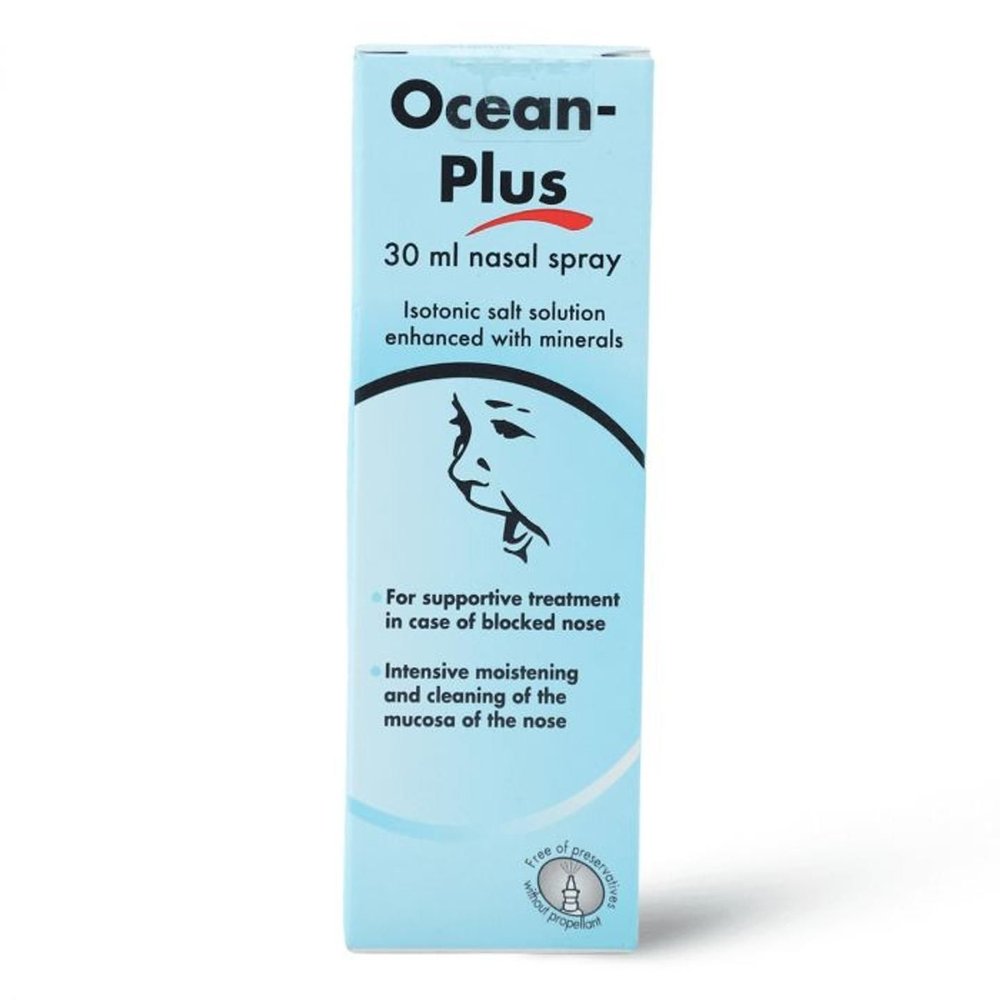 Ocean-
Plus
30 ml nasal spray
Isotonic salt solution
enhanced with minerals
For supportive treatment
in case of blocked nose
Intensive moistening
and cleaning of the
mucosa of the nose
Free of preservatives
without propellant